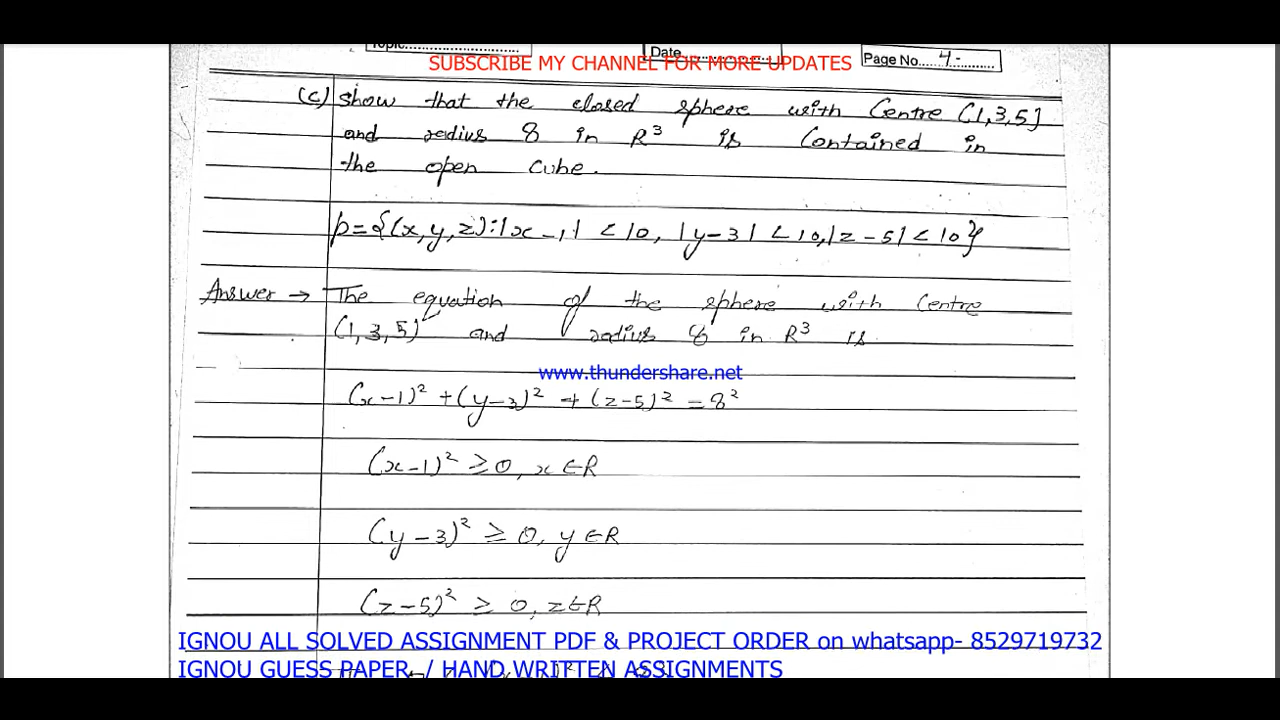 Topic.............................
Date.........................
Page No....4-..........
SUBSCRIBE MY CHANNEL FOR MORE UPDATES
(c) show that the closed sphere with Centre (1,3,5)
and redius 8 in R³ is Contained in
the open Cube.
p={(x,y,z):|x-1| <10, |y-3| <10,|z-5| <10}
Answer → The equation of the sphere with Centre
(1,3,5) and redius 8 in R³ is
www.thundershare.net
(x-1)² +(y-3)² + (z-5)² = 8²
(x-1)² ≥0, x ∈R
(y-3)² ≥ 0, y ∈R
(z-5)² ≥ 0, z∈R
IGNOU ALL SOLVED ASSIGNMENT PDF & PROJECT ORDER on whatsapp- 8529719732
IGNOU GUESS PAPER / HAND WRITTEN ASSIGNMENTS